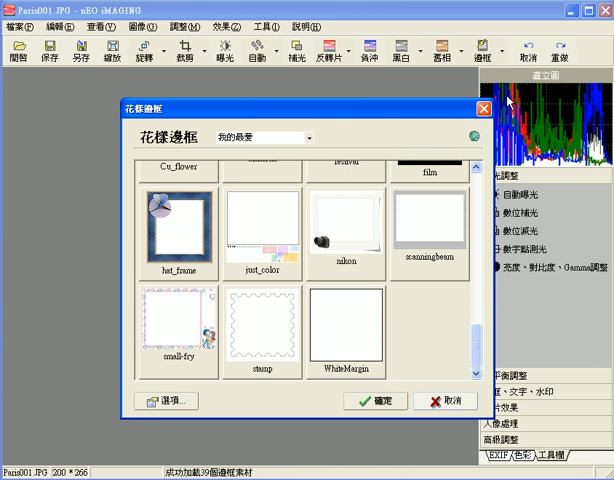 Paris001.JPG - nEO iMAGING
檔案(F) 編輯(E) 查看(V) 圖像(G) 調整(M) 效果(Z) 工具(I) 說明(H)
開啓 保存 另存 縮放 旋轉 裁剪 曝光 自動 補光 反轉片 負沖 黑白 舊相 邊框 取消 重做
直方圖
花樣邊框
花樣邊框 我的最愛
Cu_flower festival film
hat_frame just_color nikon scanningbeam
small-fry stamp WhiteMargin
選項... 確定 取消
光調整
自動曝光
數位補光
數位減光
數字點測光
亮度、對比度、Gamma調整
平衡調整
框、文字、水印
片效果
人像處理
高級調整
EXIF 色彩 工具欄
Paris001.JPG 200 * 266 成功加載39個邊框素材